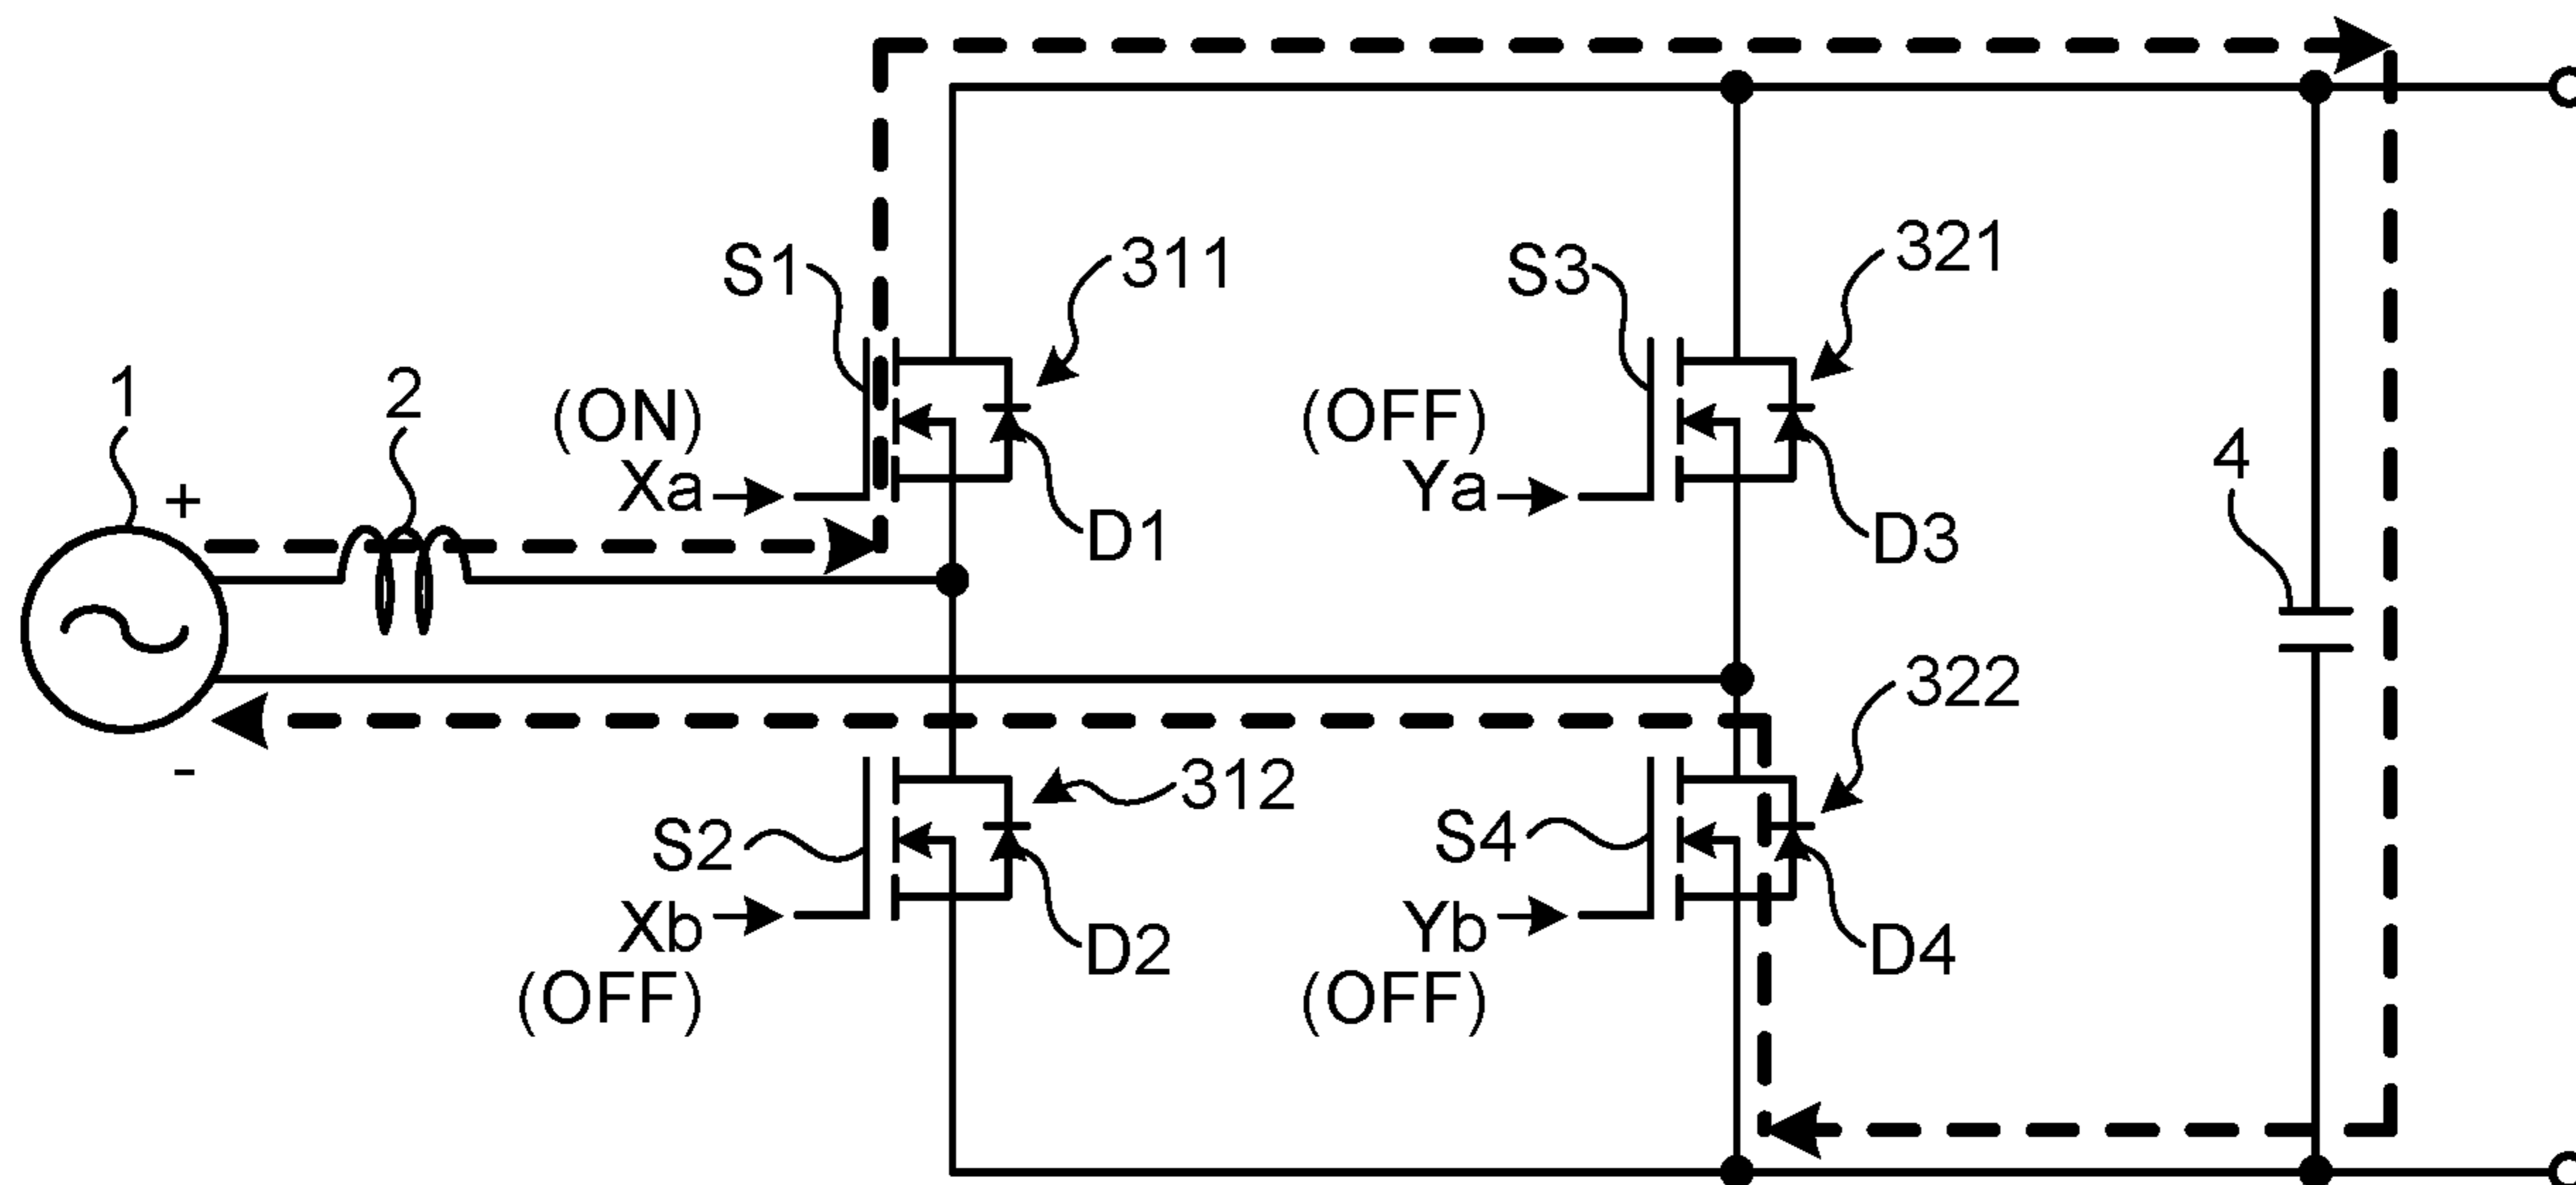 S1
311
S3
321
1
2
(ON)
Xa
D1
(OFF)
Ya
D3
4
+
-
S2
312
Xb
(OFF)
D2
S4
322
Yb
(OFF)
D4